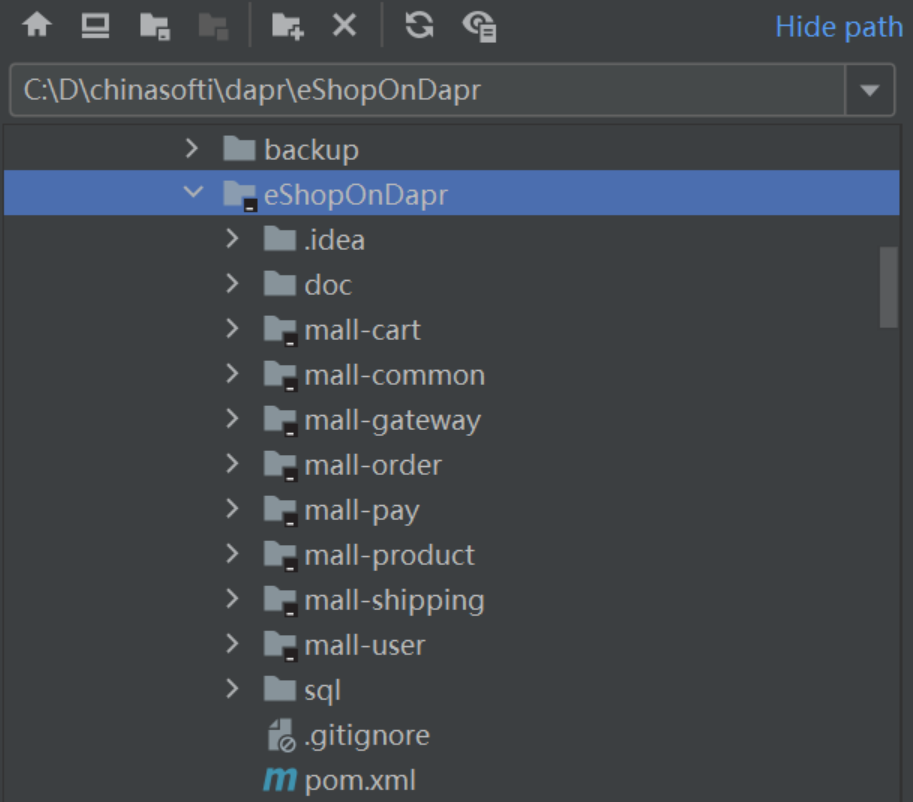 Hide path
C:\D\chinasofti\dapr\eShopOnDapr
backup
eShopOnDapr
.idea
doc
mall-cart
mall-common
mall-gateway
mall-order
mall-pay
mall-product
mall-shipping
mall-user
sql
.gitignore
pom.xml